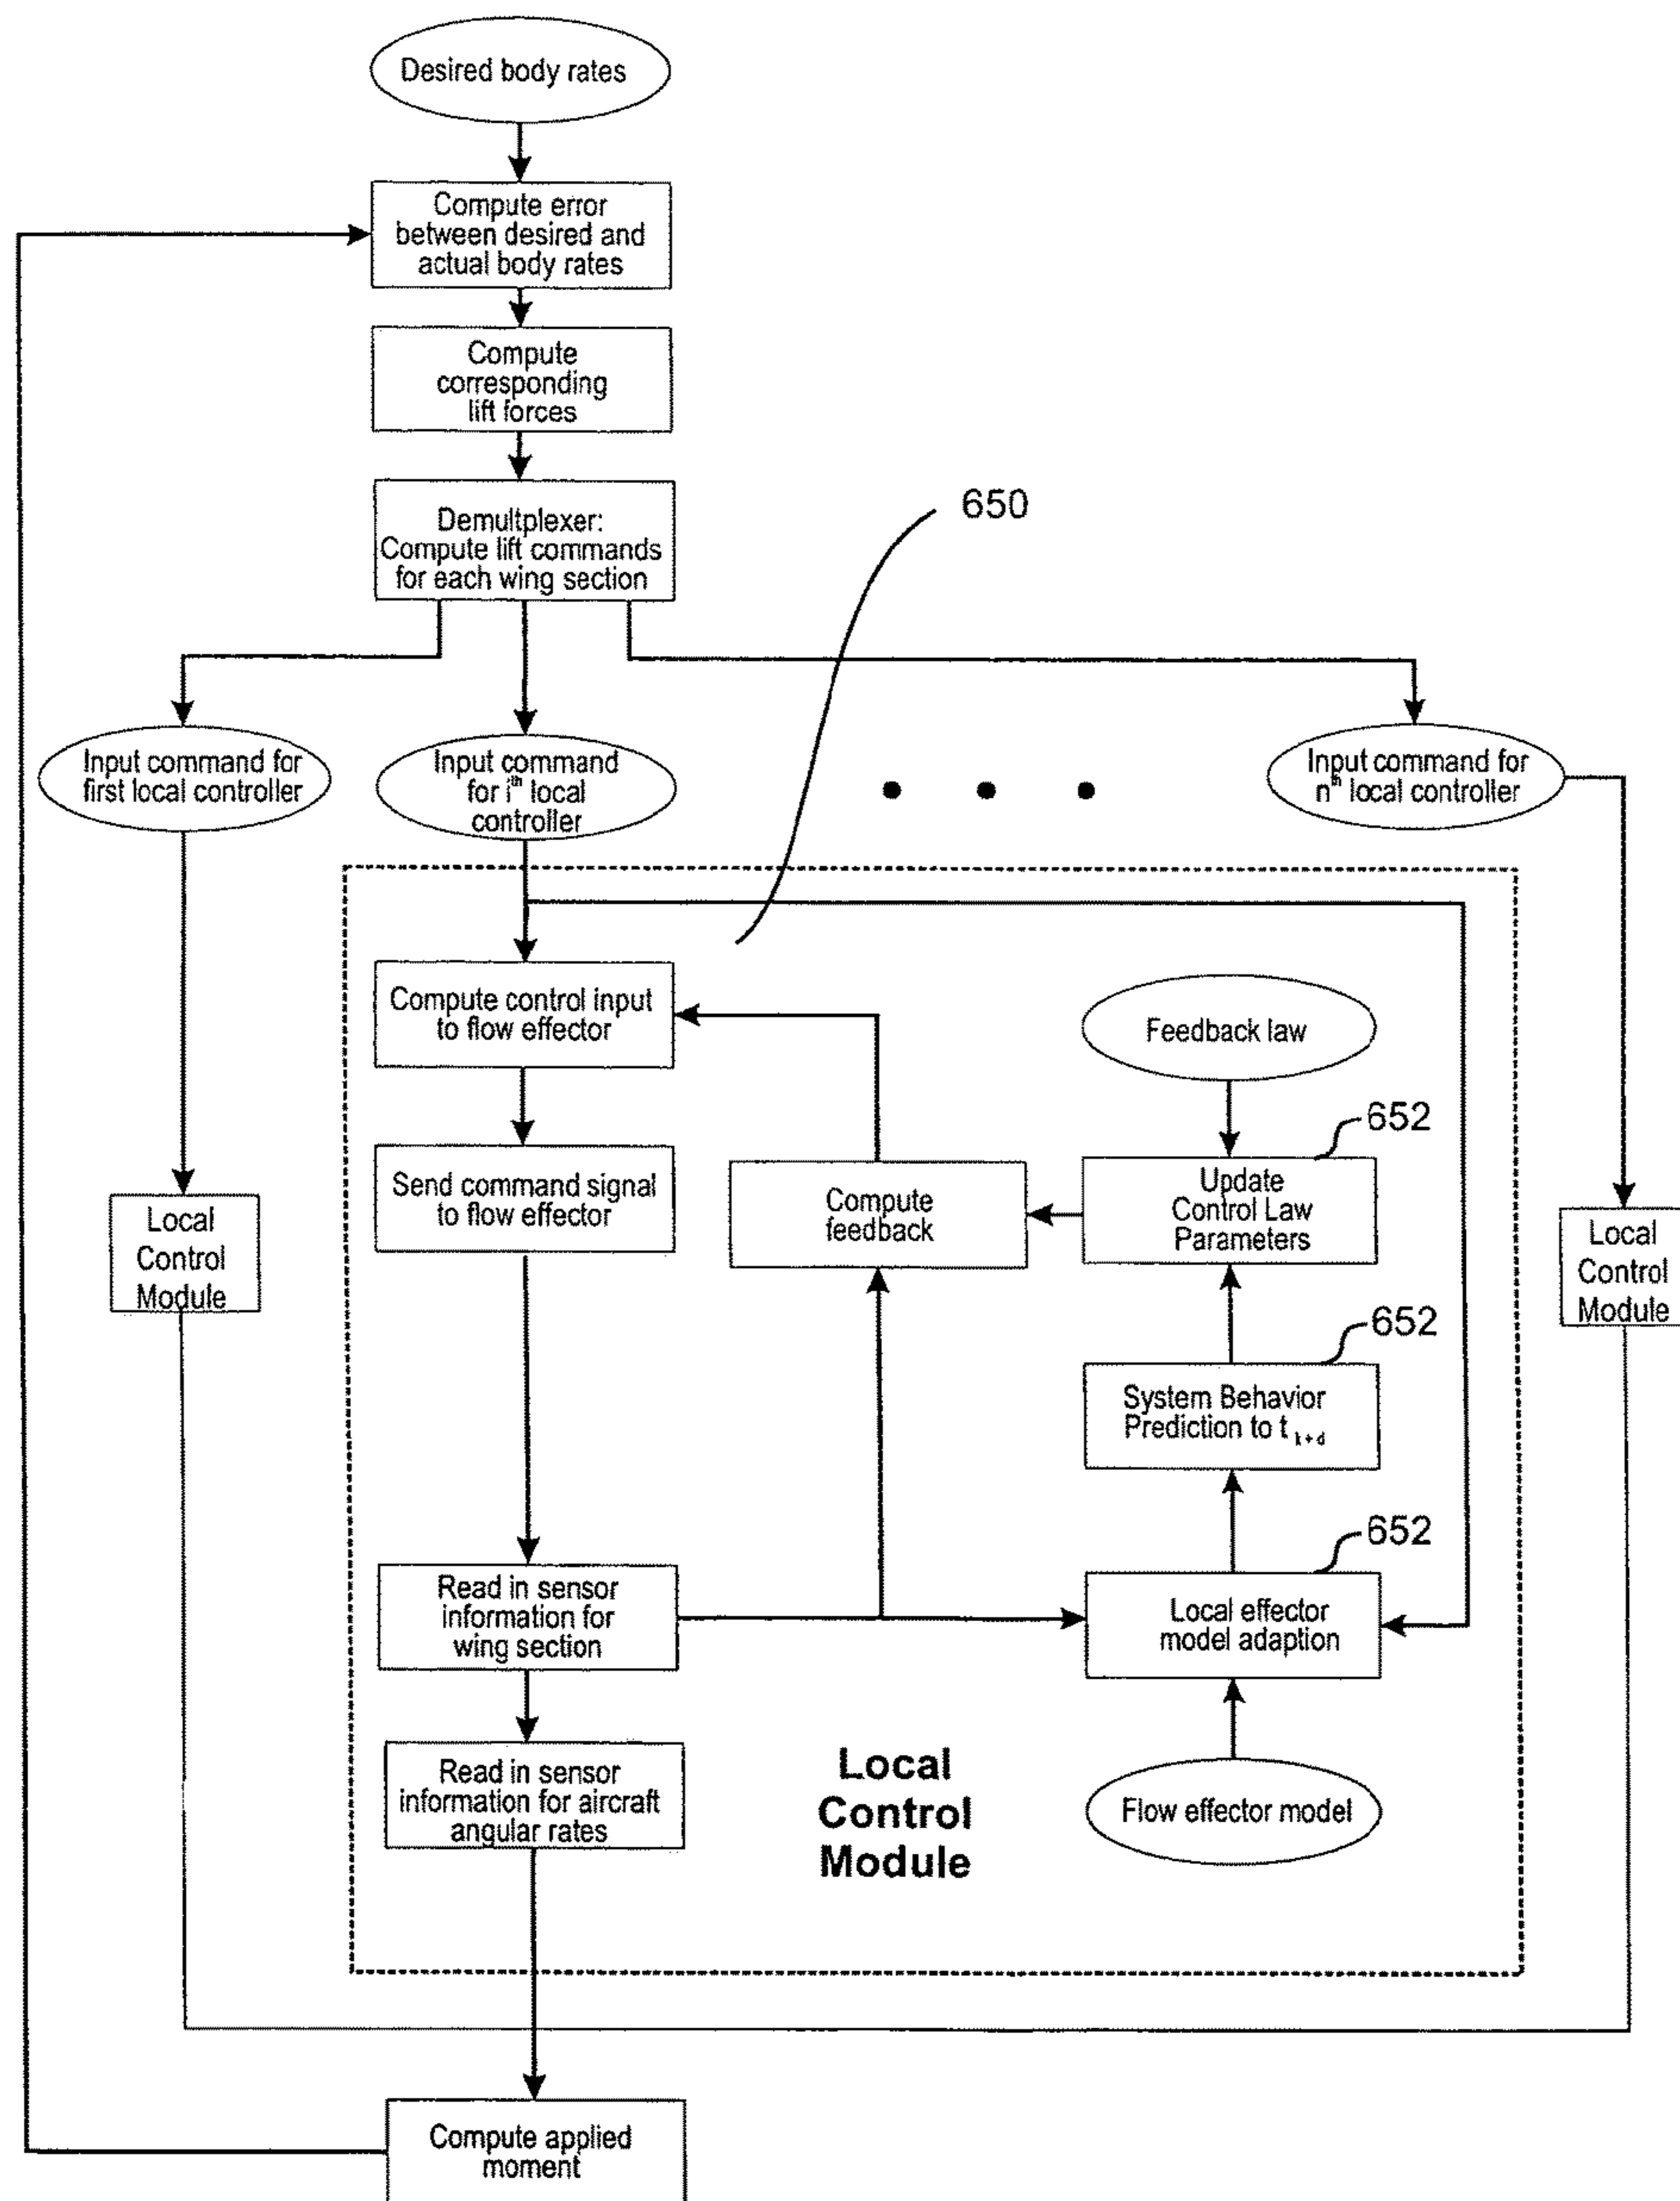 Desired body rates
Compute error
between desired and
actual body rates
Compute
corresponding
lift forces
Demultplexer:
Compute lift commands
for each wing section
650
Input command for
first local controller
Input command
for ith local
controller
Input command for
nth local controller
Compute control input
to flow effector
Feedback law
652
Send command signal
to flow effector
Compute
feedback
Update
Control Law
Parameters
Local
Control
Module
Local
Control
Module
652
System Behavior
Prediction to t k+d
652
Read in sensor
information for
wing section
Local effector
model adaption
Read in sensor
information for aircraft
angular rates
Local
Control
Module
Flow effector model
Compute applied
moment